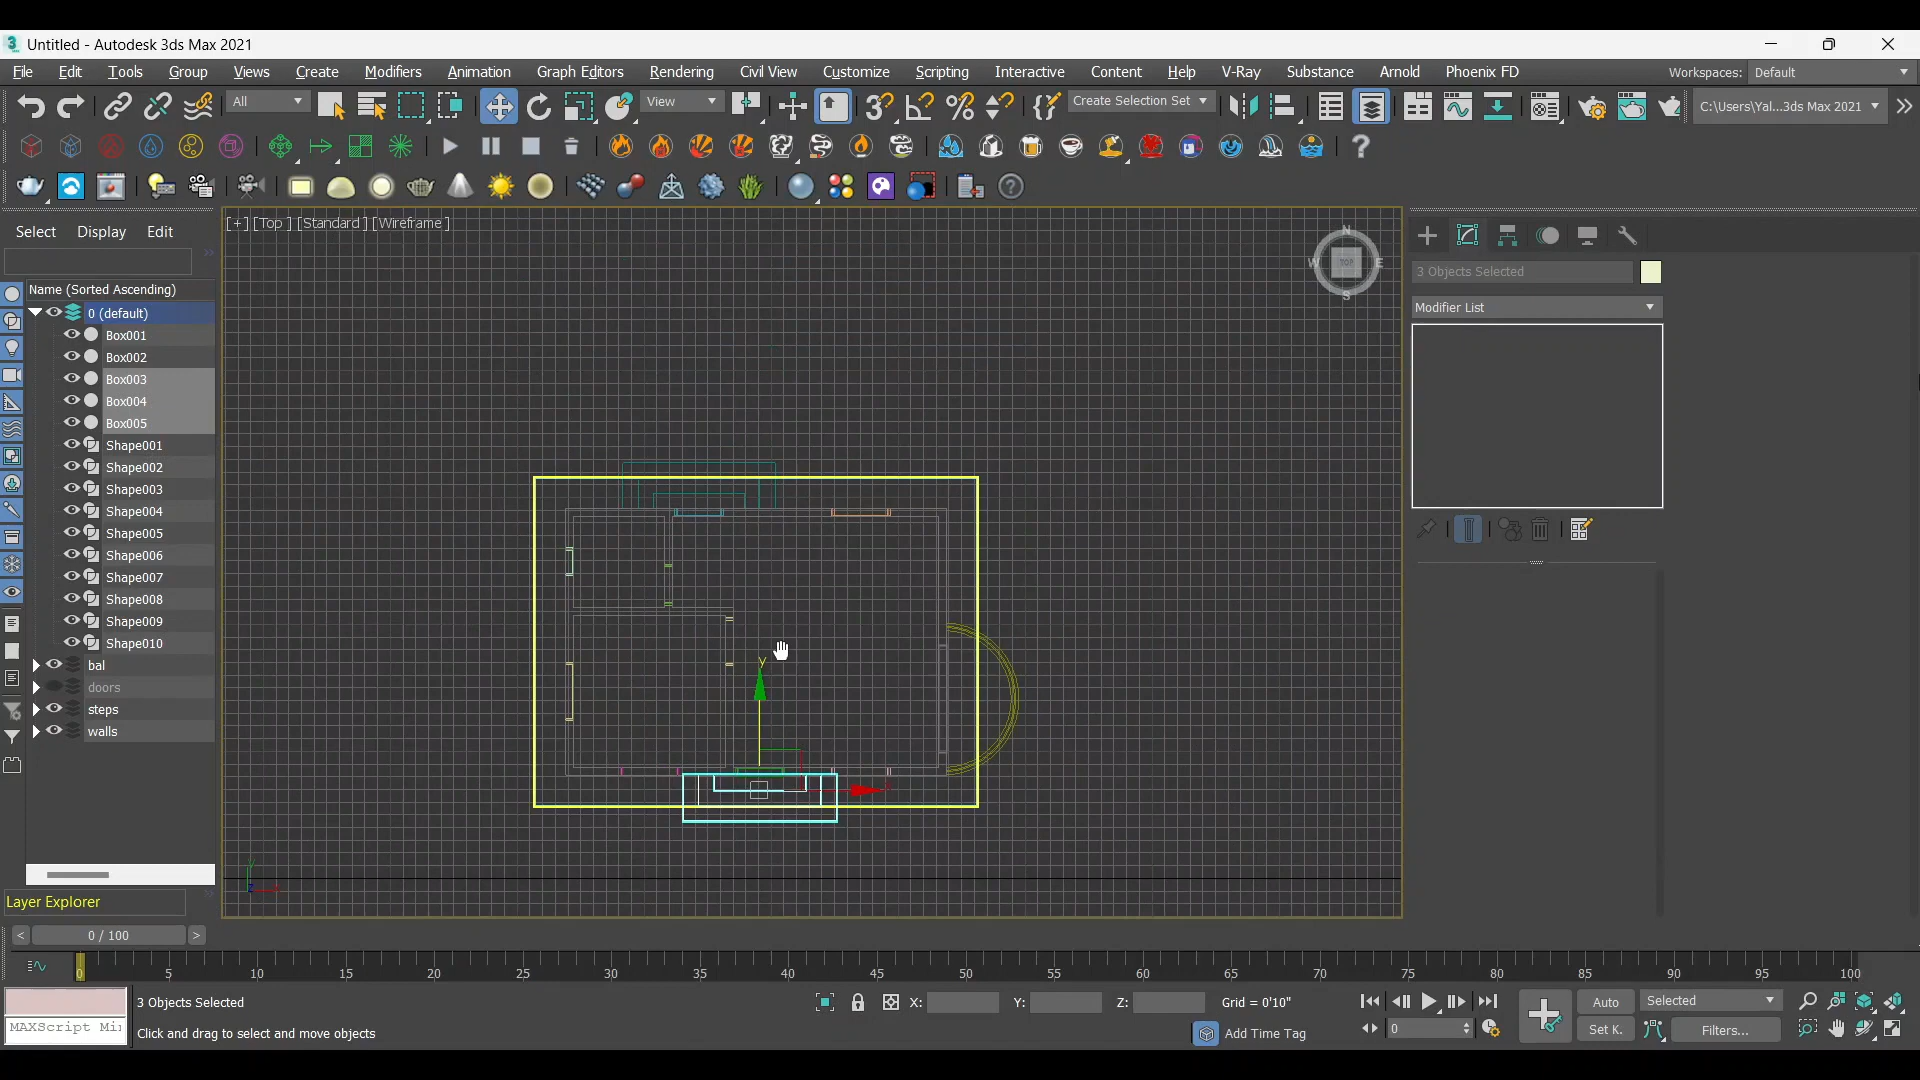 Untitled - Autodesk 3ds Max 2021
File Edit Tools Group Views Create Modifiers Animation Graph Editors Rendering Civil View Customize Scripting Interactive Content Help V-Ray Substance Arnold Phoenix FD Workspaces: Default
All View Create Selection Set C:\Users\Yal...3ds Max 2021
[+] [Top ] [Standard ] [Wireframe ]
Select Display Edit
N
W TOP E
S
3 Objects Selected
Name (Sorted Ascending)
Modifier List
0 (default)
Box001
Box002
Box003
Box004
Box005
Shape001
Shape002
Shape003
Shape004
Shape005
Shape006
Shape007
Shape008
Shape009
Shape010
bal
doors
steps
walls
y
Layer Explorer
< 0 / 100 >
0 5 10 15 20 25 30 35 40 45 50 55 60 65 70 75 80 85 90 95 100
3 Objects Selected X: Y: Z: Grid = 0'10" Auto Selected
MAXScript Mi Click and drag to select and move objects Add Time Tag 0 Set K. Filters...